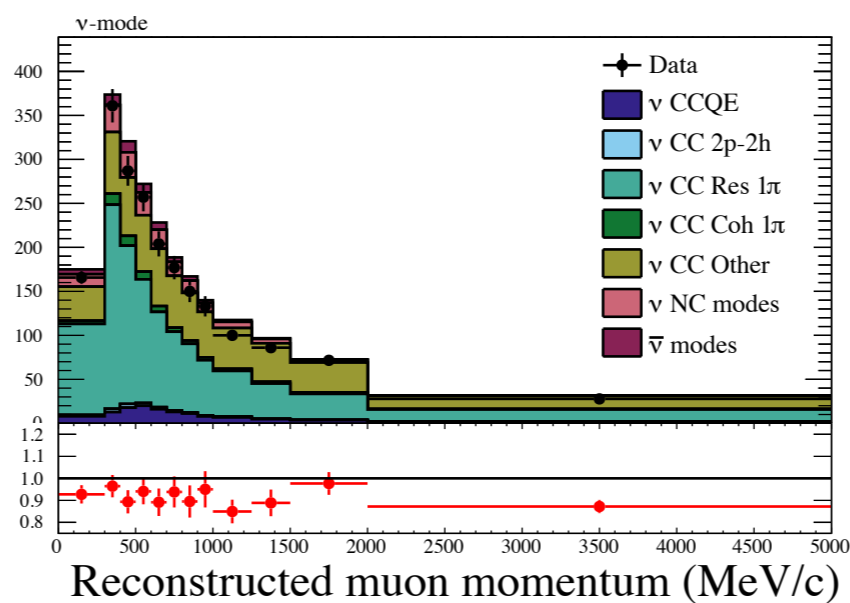 ν-mode
400
350
300
250
200
150
100
50
0
Data
ν CCQE
ν CC 2p-2h
ν CC Res 1π
ν CC Coh 1π
ν CC Other
ν NC modes
ν̅ modes
1.2
1.1
1.0
0.9
0.8
0 500 1000 1500 2000 2500 3000 3500 4000 4500 5000
Reconstructed muon momentum (MeV/c)